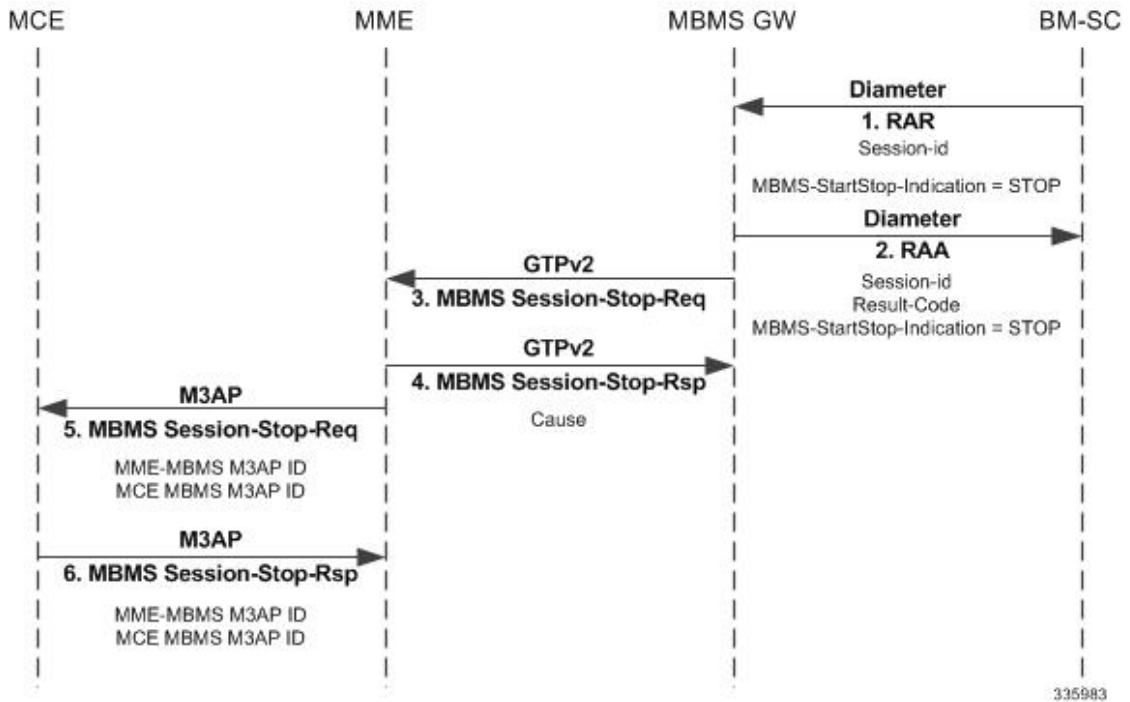 MCE
MME
MBMS GW
BM-SC
Diameter
1. RAR
Session-id
MBMS-StartStop-Indication = STOP
Diameter
2. RAA
Session-id
Result-Code
MBMS-StartStop-Indication = STOP
GTPv2
3. MBMS Session-Stop-Req
GTPv2
4. MBMS Session-Stop-Rsp
Cause
M3AP
5. MBMS Session-Stop-Req
MME-MBMS M3AP ID
MCE MBMS M3AP ID
M3AP
6. MBMS Session-Stop-Rsp
MME-MBMS M3AP ID
MCE MBMS M3AP ID
335983